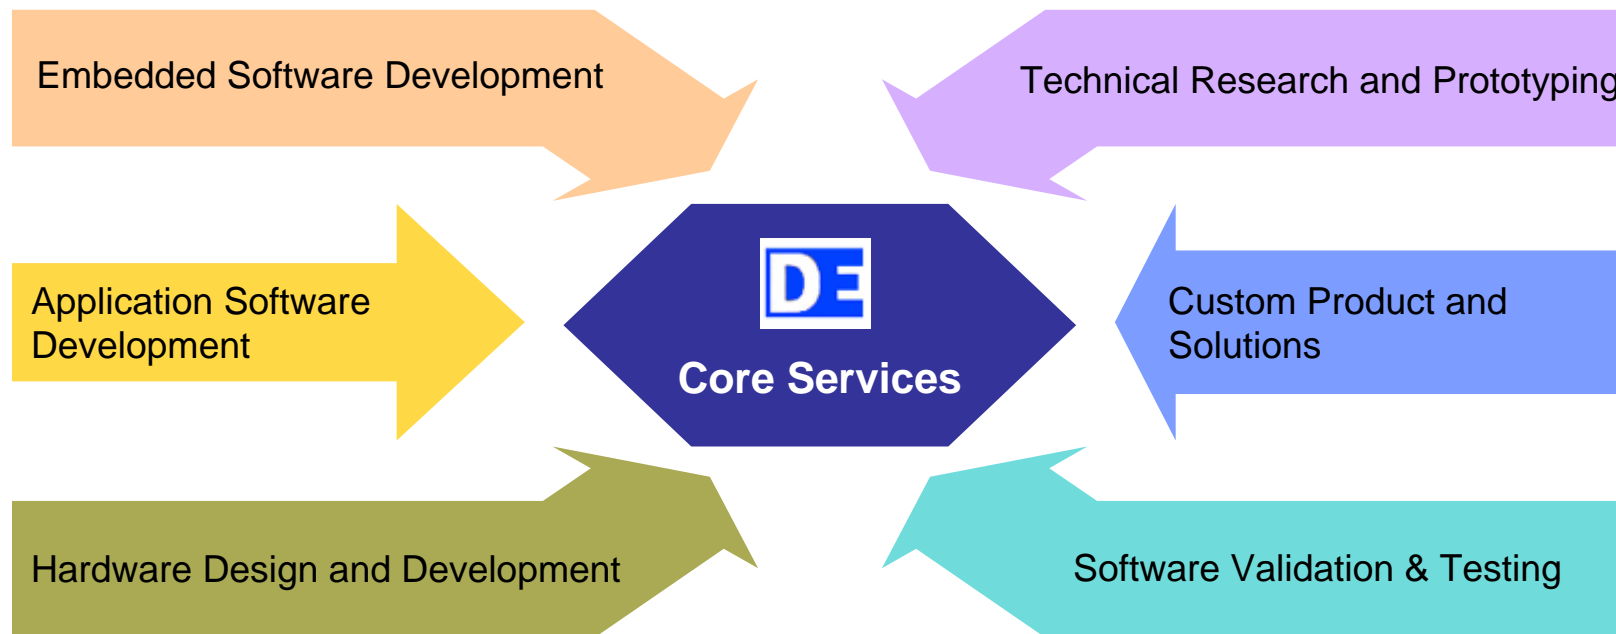 Embedded Software Development
Technical Research and Prototyping
DE
Application Software
Development
Custom Product and
Solutions
Core Services
Hardware Design and Development
Software Validation & Testing